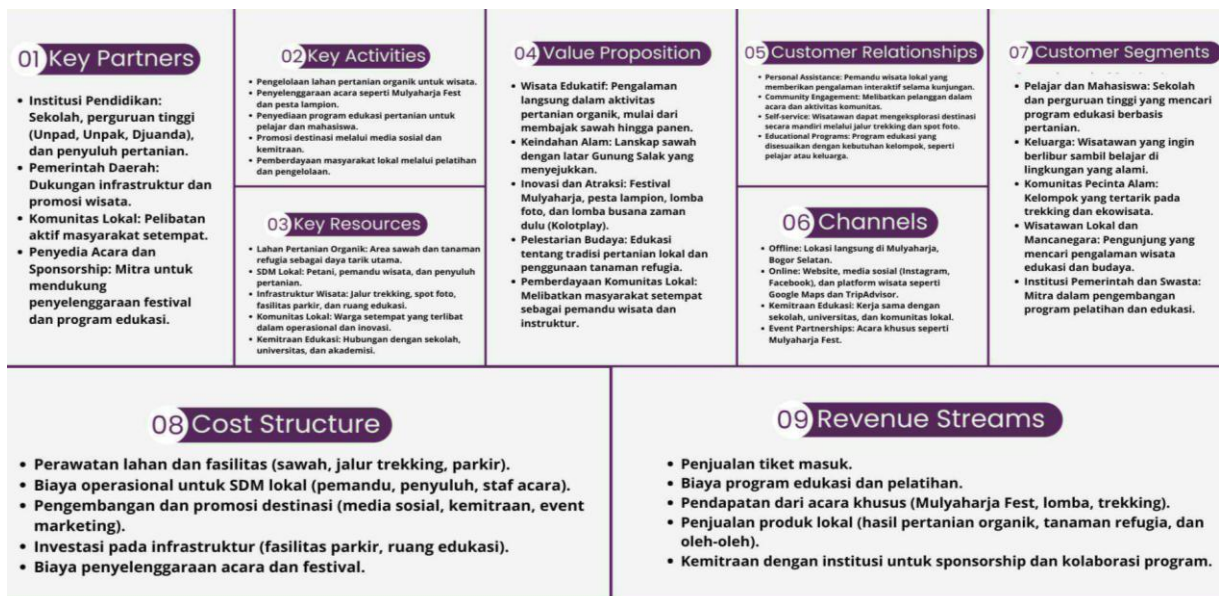 01 Key Partners
• Institusi Pendidikan:
Sekolah, perguruan tinggi
(Unpad, Unpak, Djuanda),
dan penyuluh pertanian.
• Pemerintah Daerah:
Dukungan infrastruktur dan
promosi wisata.
• Komunitas Lokal: Pelibatan
aktif masyarakat setempat.
• Penyedia Acara dan
Sponsorship: Mitra untuk
mendukung
penyelenggaraan festival
dan program edukasi.
02 Key Activities
• Pengelolaan lahan pertanian organik untuk wisata.
• Penyelenggaraan acara seperti Mulyaharja Fest
dan pesta lampion.
• Penyediaan program edukasi pertanian untuk
pelajar dan mahasiswa.
• Promosi destinasi melalui media sosial dan
kemitraan.
• Pemberdayaan masyarakat lokal melalui pelatihan
dan pengelolaan.
03 Key Resources
• Lahan Pertanian Organik: Area sawah dan tanaman
refugia sebagai daya tarik utama.
• SDM Lokal: Petani, pemandu wisata, dan penyuluh
pertanian.
• Infrastruktur Wisata: Jalur trekking, spot foto,
fasilitas parkir, dan ruang edukasi.
• Komunitas Lokal: Warga setempat yang terlibat
dalam operasional dan inovasi.
• Kemitraan Edukasi: Hubungan dengan sekolah,
universitas, dan akademisi.
04 Value Proposition
• Wisata Edukatif: Pengalaman
langsung dalam aktivitas
pertanian organik, mulai dari
membajak sawah hingga panen.
• Keindahan Alam: Lanskap sawah
dengan latar Gunung Salak yang
menyejukkan.
• Inovasi dan Atraksi: Festival
Mulyaharja, pesta lampion, lomba
foto, dan lomba busana zaman
dulu (Kolotplay).
• Pelestarian Budaya: Edukasi
tentang tradisi pertanian lokal dan
penggunaan tanaman refugia.
• Pemberdayaan Komunitas Lokal:
Melibatkan masyarakat setempat
sebagai pemandu wisata dan
instruktur.
05 Customer Relationships
• Personal Assistance: Pemandu wisata lokal yang
memberikan pengalaman interaktif selama kunjungan.
• Community Engagement: Melibatkan pelanggan dalam
acara dan aktivitas komunitas.
• Self-service: Wisatawan dapat mengeksplorasi destinasi
secara mandiri melalui jalur trekking dan spot foto.
• Educational Programs: Program edukasi yang
disesuaikan dengan kebutuhan kelompok, seperti
pelajar atau keluarga.
06 Channels
• Offline: Lokasi langsung di Mulyaharja,
Bogor Selatan.
• Online: Website, media sosial (Instagram,
Facebook), dan platform wisata seperti
Google Maps dan TripAdvisor.
• Kemitraan Edukasi: Kerja sama dengan
sekolah, universitas, dan komunitas lokal.
• Event Partnerships: Acara khusus seperti
Mulyaharja Fest.
07 Customer Segments
• Pelajar dan Mahasiswa: Sekolah
dan perguruan tinggi yang mencari
program edukasi berbasis
pertanian.
• Keluarga: Wisatawan yang ingin
berlibur sambil belajar di
lingkungan yang alami.
• Komunitas Pecinta Alam:
Kelompok yang tertarik pada
trekking dan ekowisata.
• Wisatawan Lokal dan
Mancanegara: Pengunjung yang
mencari pengalaman wisata
edukasi dan budaya.
• Institusi Pemerintah dan Swasta:
Mitra dalam pengembangan
program pelatihan dan edukasi.
08 Cost Structure
• Perawatan lahan dan fasilitas (sawah, jalur trekking, parkir).
• Biaya operasional untuk SDM lokal (pemandu, penyuluh, staf acara).
• Pengembangan dan promosi destinasi (media sosial, kemitraan, event
marketing).
• Investasi pada infrastruktur (fasilitas parkir, ruang edukasi).
• Biaya penyelenggaraan acara dan festival.
09 Revenue Streams
• Penjualan tiket masuk.
• Biaya program edukasi dan pelatihan.
• Pendapatan dari acara khusus (Mulyaharja Fest, lomba, trekking).
• Penjualan produk lokal (hasil pertanian organik, tanaman refugia, dan
oleh-oleh).
• Kemitraan dengan institusi untuk sponsorship dan kolaborasi program.